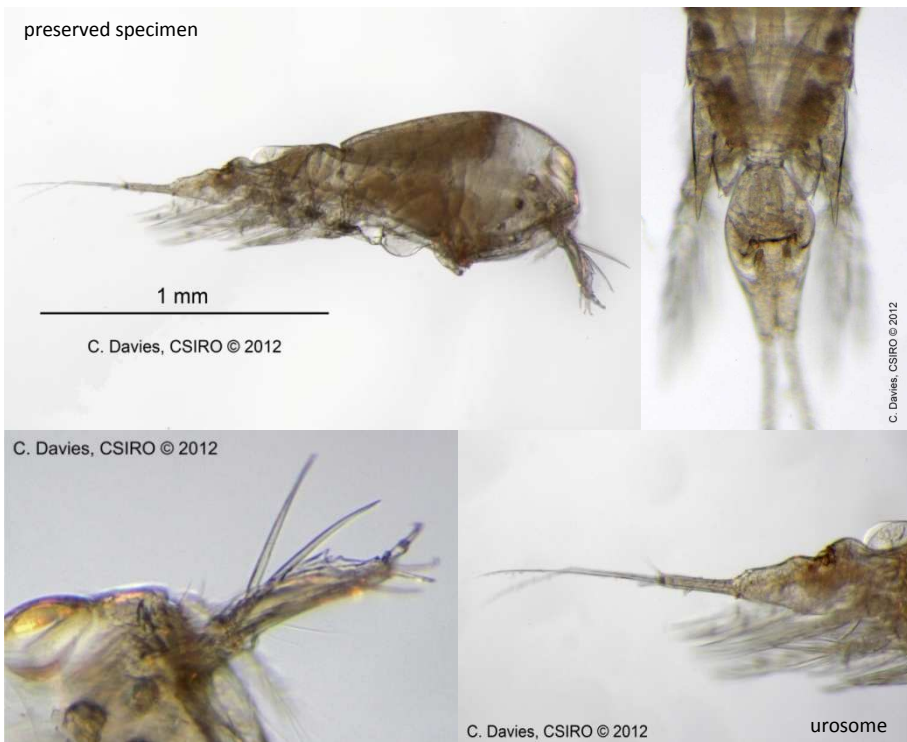 preserved specimen
1 mm
C. Davies, CSIRO © 2012
C. Davies, CSIRO © 2012
C. Davies, CSIRO © 2012
C. Davies, CSIRO © 2012
urosome